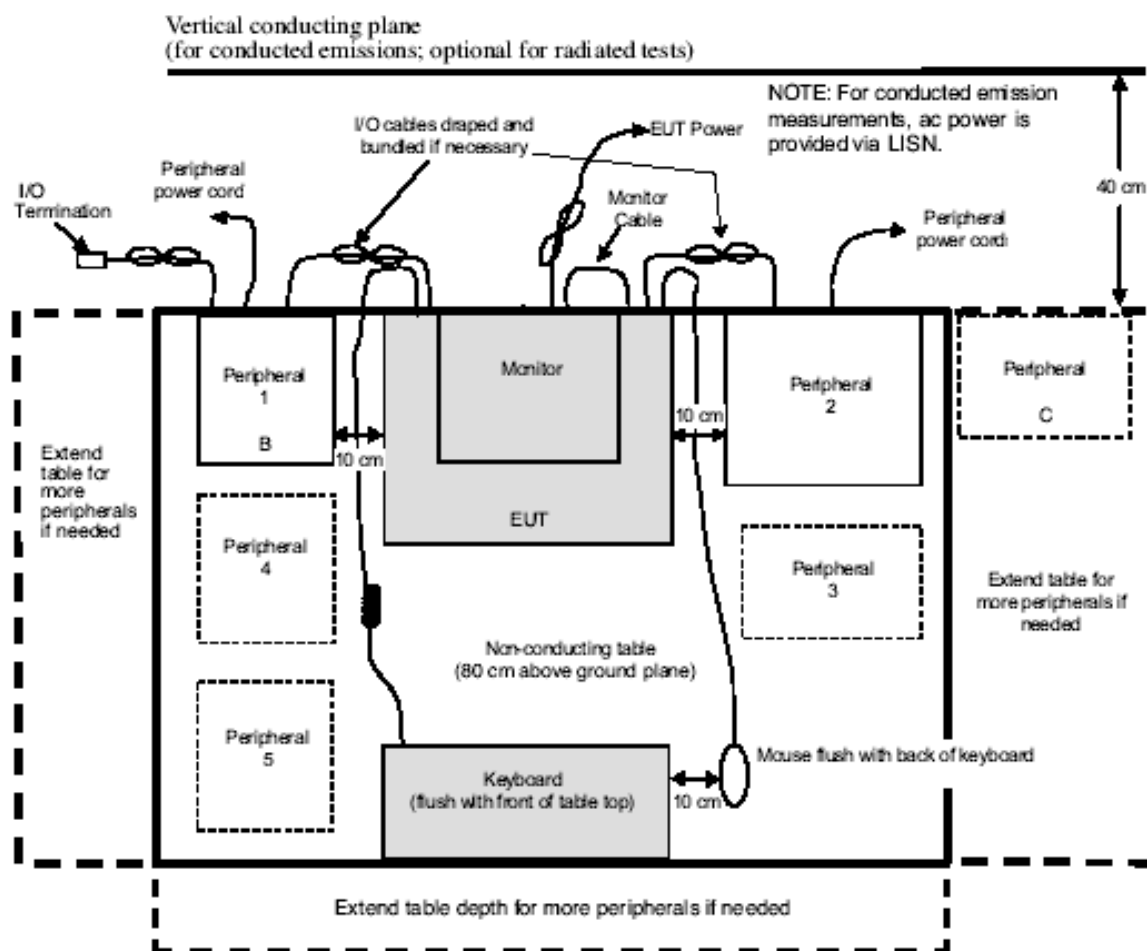 Vertical conducting plane
(for conducted emissions; optional for radiated tests)
NOTE: For conducted emission
measurements, ac power is
provided via LISN.
I/O cables draped and
bundled if necessary
EUT Power
40 cm
Peripheral
power cord
I/O
Termination
Monitor
Cable
Peripheral
power cord
Peripheral
1
B
Monitor
Peripheral
2
Peripheral
C
10 cm
10 cm
Extend
table for
more
peripherals
if needed
EUT
Peripheral
4
Peripheral
3
Extend table for
more peripherals if
needed
Non-conducting table
(80 cm above ground plane)
Peripheral
5
Mouse flush with back of keyboard
Keyboard
(flush with front of table top)
10 cm
Extend table depth for more peripherals if needed